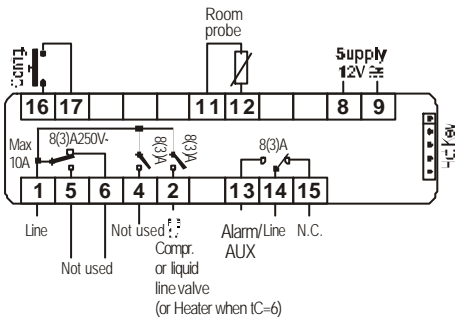 Room
probe
Supply
12V
16 17 11 12 8 9
Max
10A
8(3)A250V~
8(3)A
8(3)A
8(3)A
1 5 6 4 2 13 14 15
Line
Not used
Not used
Compr.
or liquid
line valve
(or Heater when tC=6)
Alarm/
AUX
Line
N.C.
Key